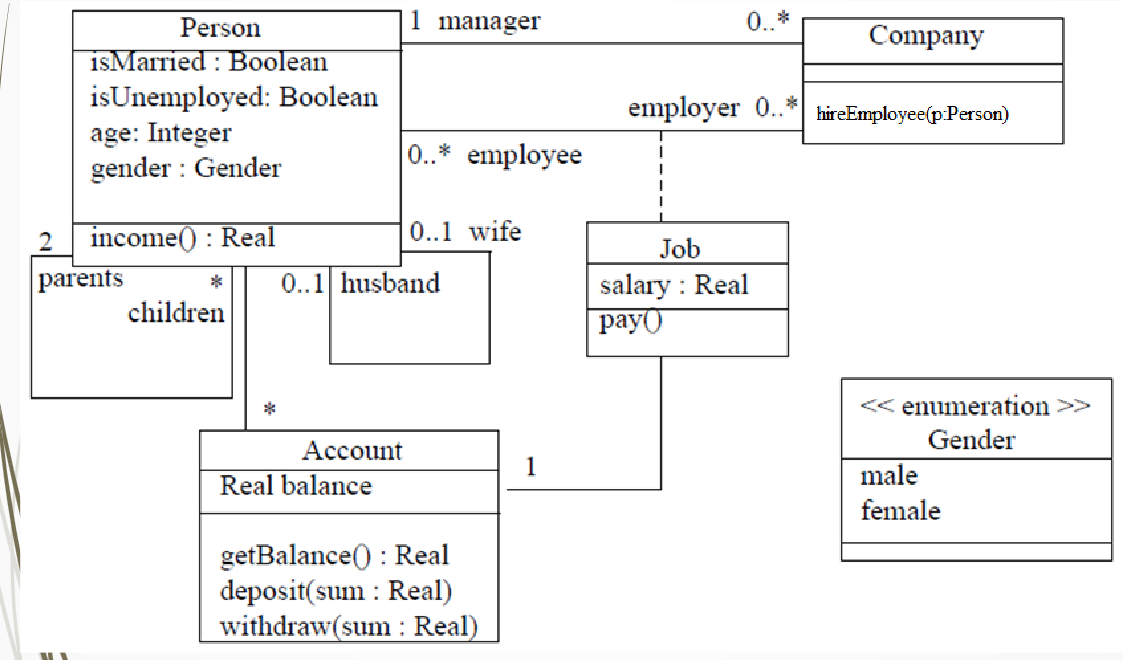 Person
isMarried : Boolean
isUnemployed: Boolean
age: Integer
gender : Gender
income() : Real
1 manager
0..*
Company
hireEmployee(p:Person)
employer 0..*
0..* employee
0..1 wife
0..1 husband
2
parents
*
children
Job
salary : Real
pay()
*
1
Account
Real balance
getBalance() : Real
deposit(sum : Real)
withdraw(sum : Real)
<< enumeration >>
Gender
male
female